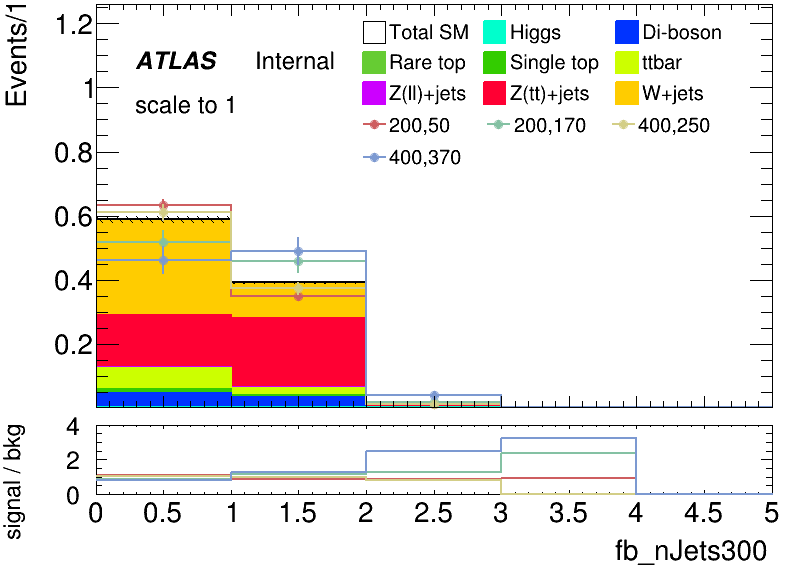 Events/1
1.2
1
0.8
0.6
0.4
0.2
ATLAS Internal
scale to 1
Total SM Higgs Di-boson
Rare top Single top ttbar
Z(ll)+jets Z(tt)+jets W+jets
200,50 200,170 400,250
400,370
signal / bkg
4
2
0
0 0.5 1 1.5 2 2.5 3 3.5 4 4.5 5
fb_nJets300